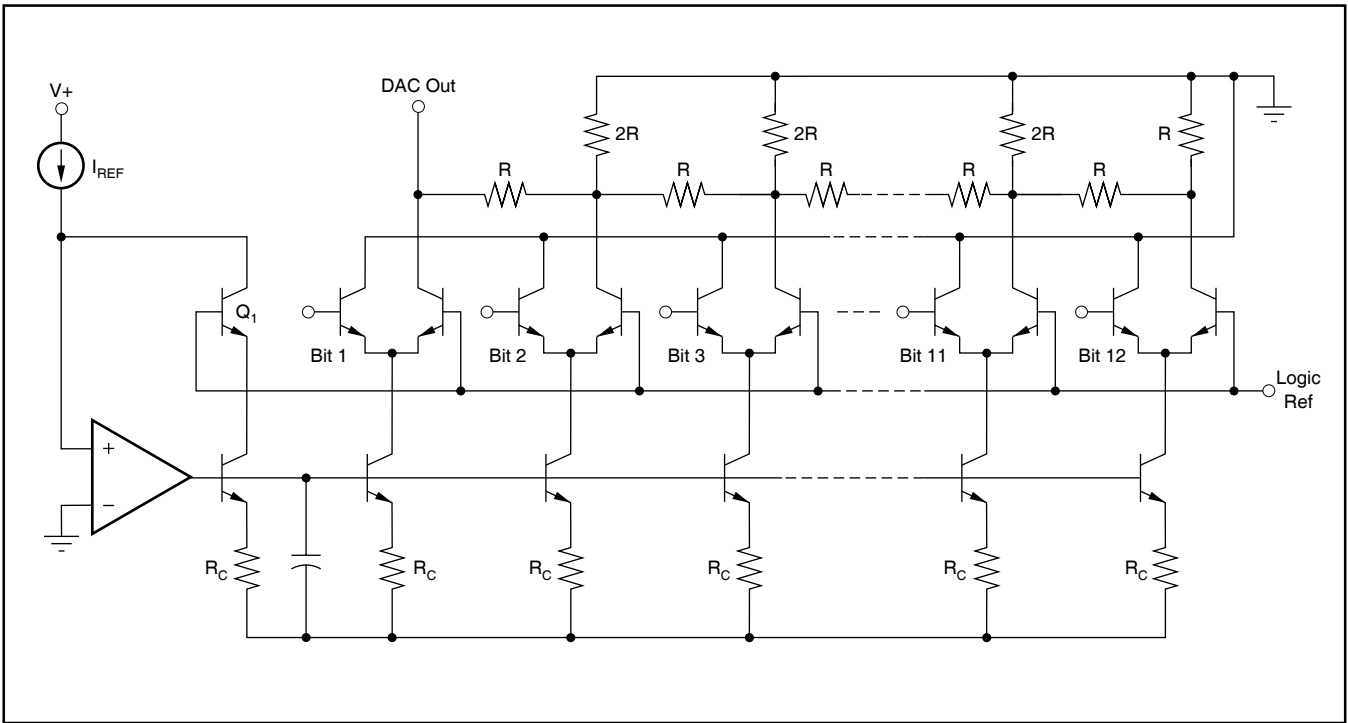 DAC Out
V+
2R
2R
2R
R
I_REF
R
R
R
R
R
Q1
Bit 1
Bit 2
Bit 3
Bit 11
Bit 12
Logic
Ref
+
–
R_C
R_C
R_C
R_C
R_C
R_C